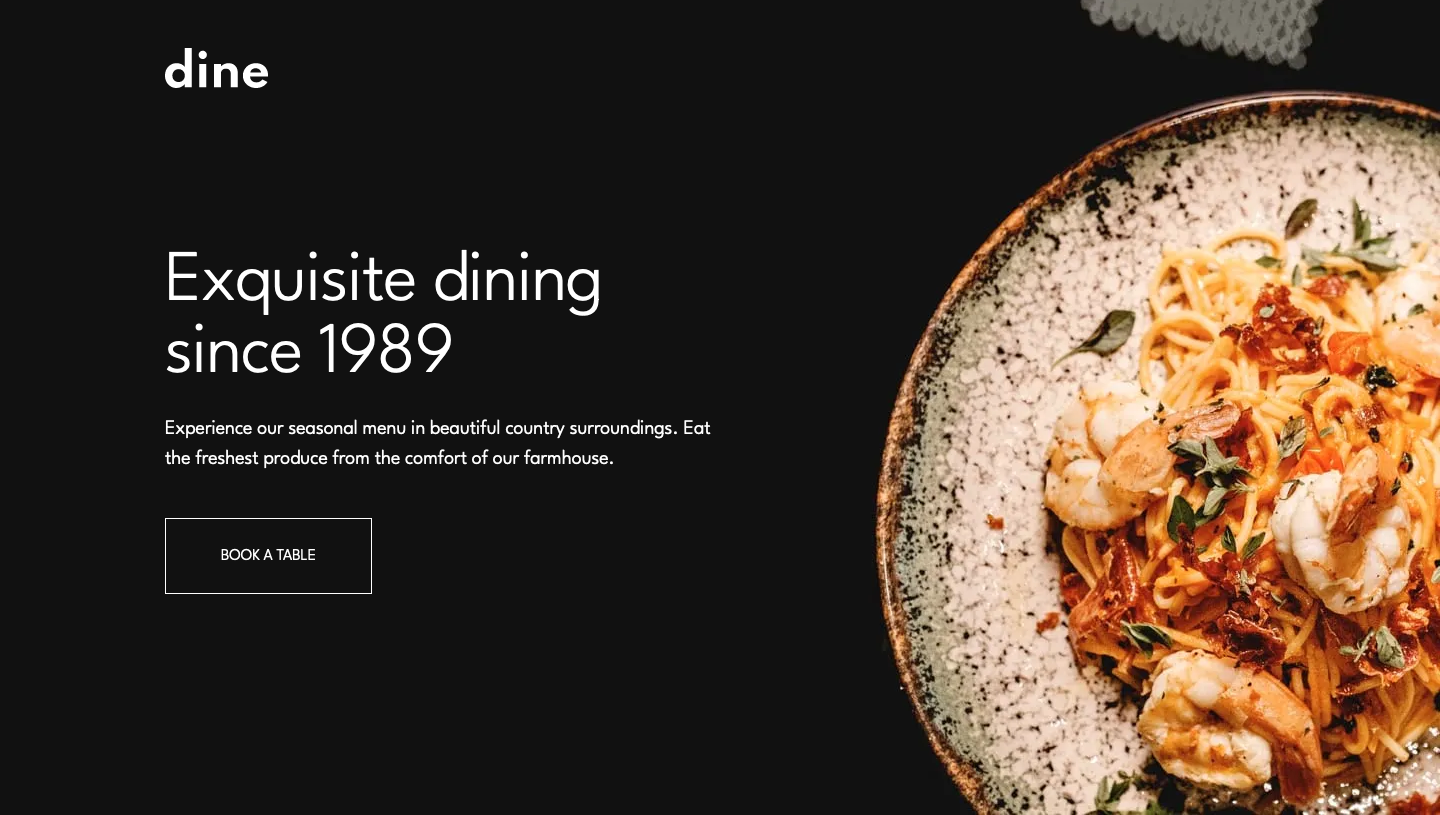 dine
Exquisite dining
since 1989
Experience our seasonal menu in beautiful country surroundings. Eat
the freshest produce from the comfort of our farmhouse.
BOOK A TABLE